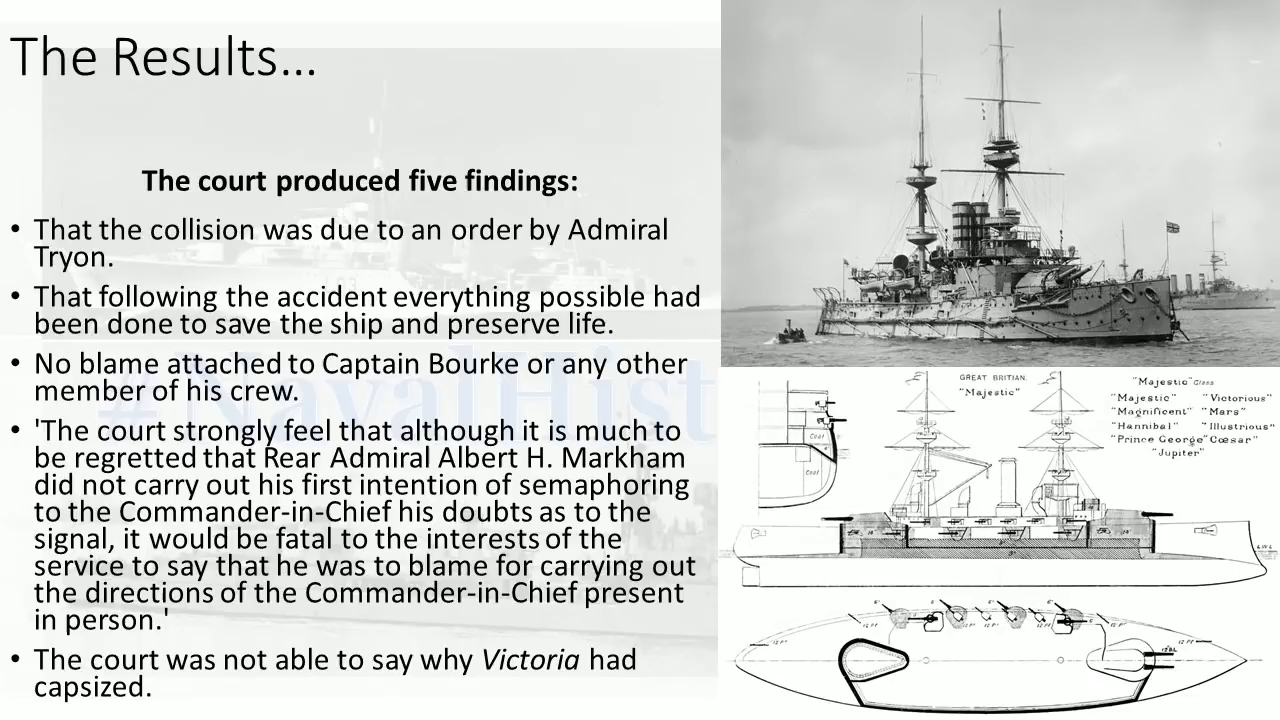 The Results...
The court produced five findings:
• That the collision was due to an order by Admiral
Tryon.
• That following the accident everything possible had
been done to save the ship and preserve life.
• No blame attached to Captain Bourke or any other
member of his crew.
• 'The court strongly feel that although it is much to
be regretted that Rear Admiral Albert H. Markham
did not carry out his first intention of semaphoring
to the Commander-in-Chief his doubts as to the
signal, it would be fatal to the interests of the
service to say that he was to blame for carrying out
the directions of the Commander-in-Chief present
in person.'
• The court was not able to say why Victoria had
capsized.
#NavalHist
GREAT BRITIAN.
"Majestic"
"Majestic" Class
"Majestic" "Victorious"
"Magnificent" "Mars"
"Hannibal" "Illustrious"
"Prince George" Cæsar"
"Jupiter"
Coal
Coal
L.W.L